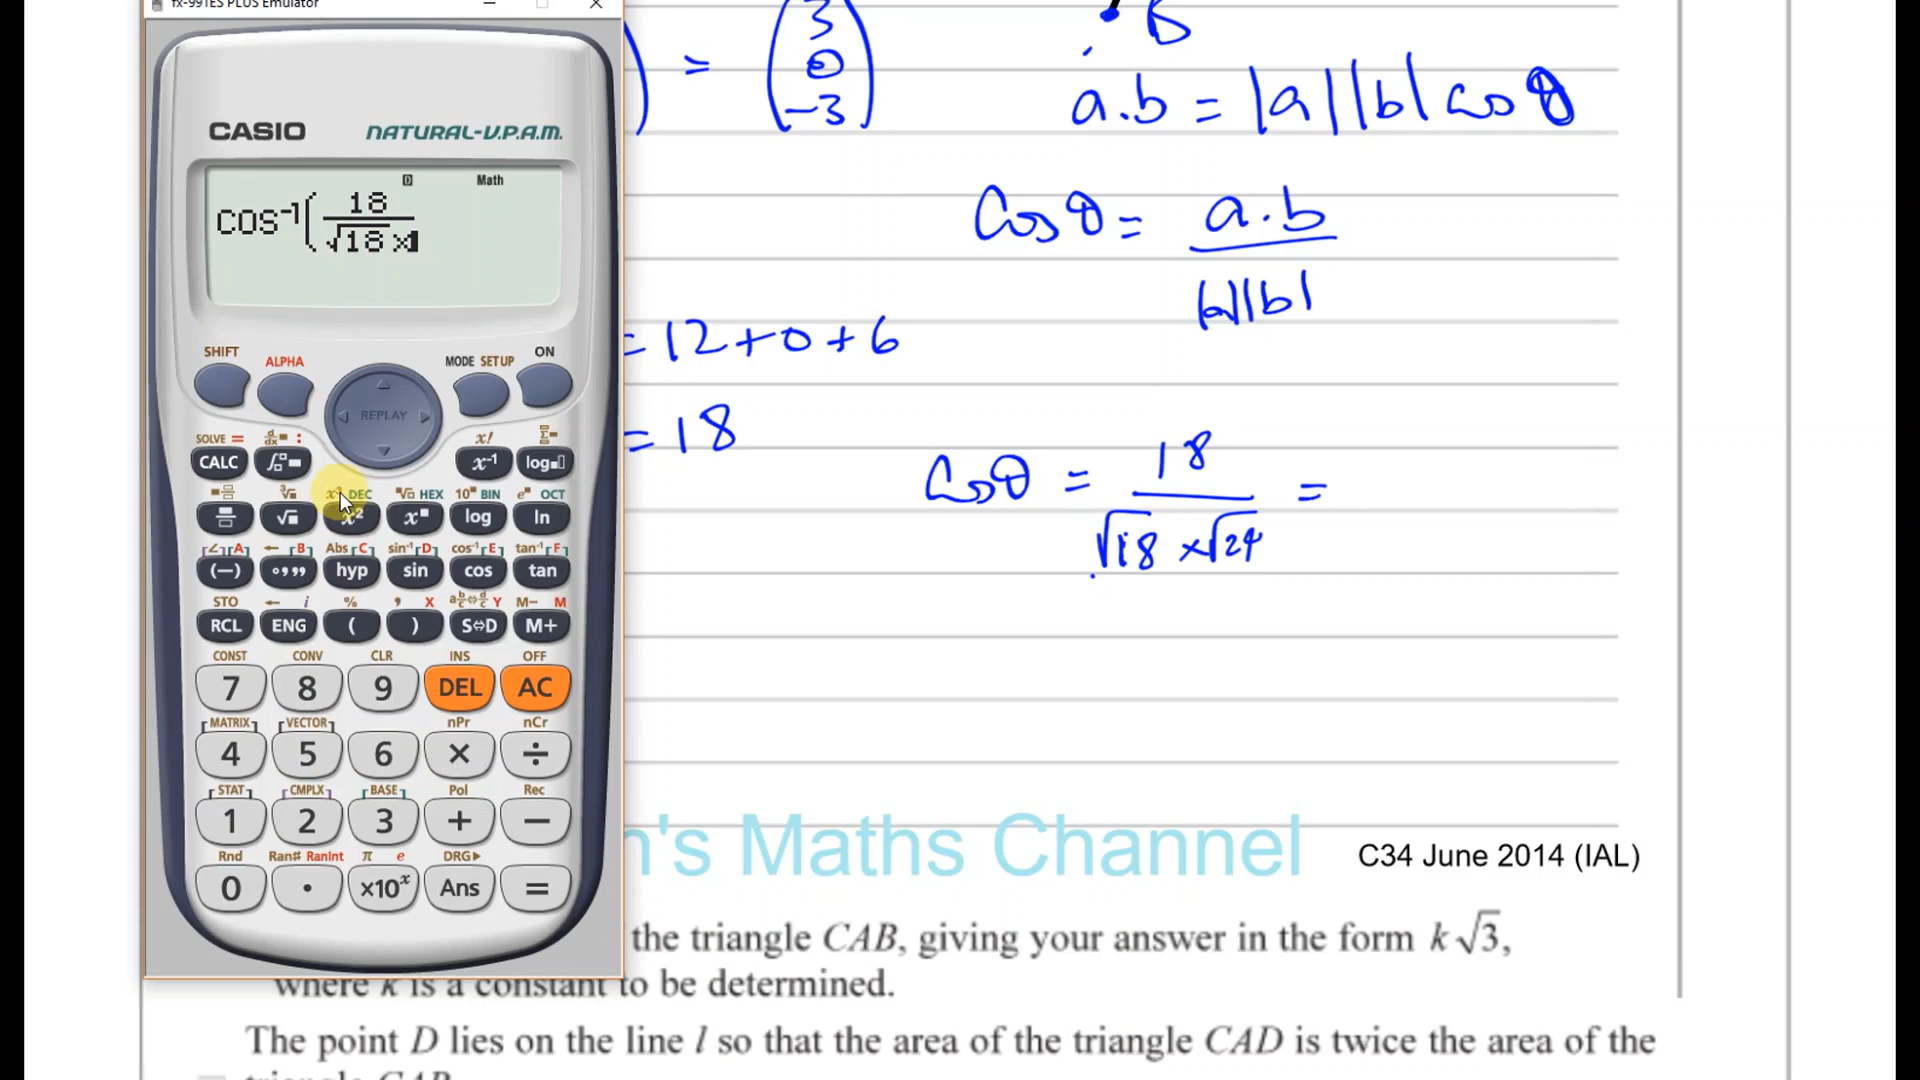 fx-991ES PLUS Emulator
CASIO NATURAL-V.P.A.M.
D Math
COS⁻¹( 18
√18 ×
SHIFT ALPHA MODE SETUP ON
REPLAY
SOLVE = d/dx : x! Σ
CALC ∫ x⁻¹ log
x³ DEC HEX 10 BIN e OCT
√ x² x log ln
∠ A ← B Abs C sin⁻¹ D cos⁻¹ E tan⁻¹ F
(−) °,,, hyp sin cos tan
STO ← i % , X a b/c⇔d/c Y M− M
RCL ENG ( ) S⇔D M+
CONST CONV CLR INS OFF
7 8 9 DEL AC
MATRIX VECTOR nPr nCr
4 5 6 × ÷
STAT CMPLX BASE Pol Rec
1 2 3 + −
Rnd Ran# RanInt π e DRG▶
0 · ×10ˣ Ans =
) = ( 3
0
−3 )
B
a.b = |a||b| cos θ
Cos θ = a.b
|a||b|
= 12 + 0 + 6
= 18
Cos θ = 18 =
√18 × √24
n's Maths Channel
C34 June 2014 (IAL)
the triangle CAB, giving your answer in the form k√3,
where k is a constant to be determined.
The point D lies on the line l so that the area of the triangle CAD is twice the area of the
triangle CAB